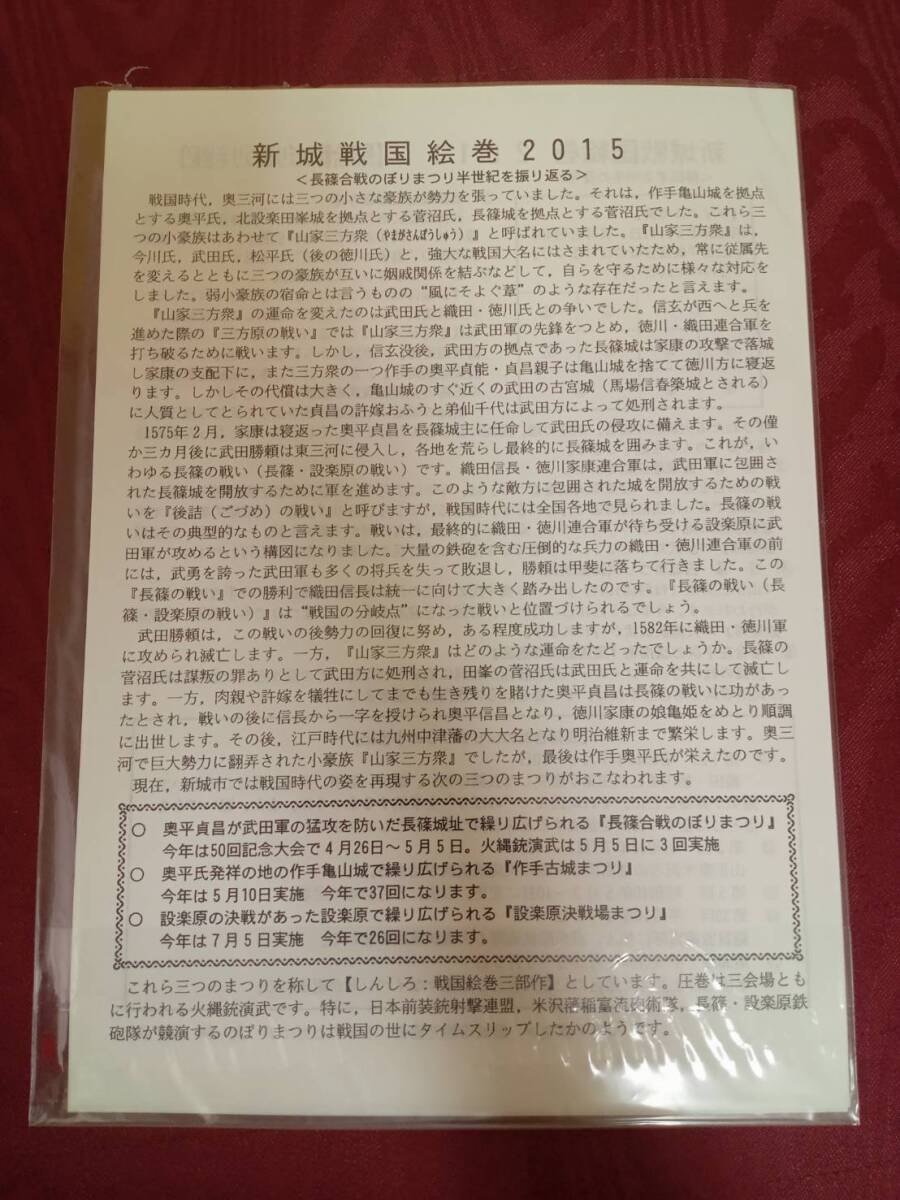 新城戦国絵巻2015
＜長篠合戦のぼりまつり半世紀を振り返る＞
戦国時代，奥三河には三つの小さな豪族が勢力を張っていました。それは，作手亀山城を拠点
とする奥平氏，北設楽田峯城を拠点とする菅沼氏，長篠城を拠点とする菅沼氏でした。これら三
つの小豪族はあわせて『山家三方衆（やまがさんぽうしゅう）』と呼ばれていました。『山家三方衆』は，
今川氏，武田氏，松平氏（後の徳川氏）と，強大な戦国大名にはさまれていたため，常に従属先
を変えるとともに三つの豪族が互いに姻戚関係を結ぶなどして，自らを守るために様々な対応を
しました。弱小豪族の宿命とは言うものの“風にそよぐ葦”のような存在だったと言えます。
『山家三方衆』の運命を変えたのは武田氏と織田・徳川氏との争いでした。信玄が西へと兵を
進めた際の『三方原の戦い』では『山家三方衆』は武田軍の先鋒をつとめ，徳川・織田連合軍を
打ち破るために戦います。しかし，信玄没後，武田方の拠点であった長篠城は家康の攻撃で落城
し家康の支配下に，また三方衆の一つ作手の奥平貞能・貞昌親子は亀山城を捨てて徳川方に寝返
ります。しかしその代償は大きく，亀山城のすぐ近くの武田の古宮城（馬場信春築城とされる）
に人質としてとられていた貞昌の許嫁おふうと弟仙千代は武田方によって処刑されます。
1575年２月，家康は寝返った奥平貞昌を長篠城主に任命して武田氏の侵攻に備えます。その僅
か三カ月後に武田勝頼は東三河に侵入し，各地を荒らし最終的に長篠城を囲みます。これが，い
わゆる長篠の戦い（長篠・設楽原の戦い）です。織田信長・徳川家康連合軍は，武田軍に包囲さ
れた長篠城を開放するために軍を進めます。このような敵方に包囲された城を開放するための戦
いを『後詰（ごづめ）の戦い』と呼びますが，戦国時代には全国各地で見られました。長篠の戦
いはその典型的なものと言えます。戦いは，最終的に織田・徳川連合軍が待ち受ける設楽原に武
田軍が攻めるという構図になりました。大量の鉄砲を含む圧倒的な兵力の織田・徳川連合軍の前
には，武勇を誇った武田軍も多くの将兵を失って敗退し，勝頼は甲斐に落ちて行きました。この
『長篠の戦い』での勝利で織田信長は統一に向けて大きく踏み出したのです。『長篠の戦い（長
篠・設楽原の戦い）』は“戦国の分岐点”になった戦いと位置づけられるでしょう。
武田勝頼は，この戦いの後勢力の回復に努め，ある程度成功しますが，1582年に織田・徳川軍
に攻められ滅亡します。一方，『山家三方衆』はどのような運命をたどったでしょうか。長篠の
菅沼氏は謀叛の罪ありとして武田方に処刑され，田峯の菅沼氏は武田氏と運命を共にして滅亡し
ます。一方，肉親や許嫁を犠牲にしてまでも生き残りを賭けた奥平貞昌は長篠の戦いに功があっ
たとされ，戦いの後に信長から一字を授けられ奥平信昌となり，徳川家康の娘亀姫をめとり順調
に出世します。その後，江戸時代には九州中津藩の大大名となり明治維新まで繁栄します。奥三
河で巨大勢力に翻弄された小豪族『山家三方衆』でしたが，最後は作手奥平氏が栄えたのです。
現在，新城市では戦国時代の姿を再現する次の三つのまつりがおこなわれます。
○　奥平貞昌が武田軍の猛攻を防いだ長篠城址で繰り広げられる『長篠合戦のぼりまつり』
今年は50回記念大会で４月26日～５月５日。火縄銃演武は５月５日に３回実施
○　奥平氏発祥の地の作手亀山城で繰り広げられる『作手古城まつり』
今年は５月10日実施　今年で37回になります。
○　設楽原の決戦があった設楽原で繰り広げられる『設楽原決戦場まつり』
今年は７月５日実施　今年で26回になります。
これら三つのまつりを称して【しんしろ：戦国絵巻三部作】としています。圧巻は三会場とも
に行われる火縄銃演武です。特に，日本前装銃射撃連盟，米沢藩稲富流砲術隊，長篠・設楽原鉄
砲隊が競演するのぼりまつりは戦国の世にタイムスリップしたかのようです。